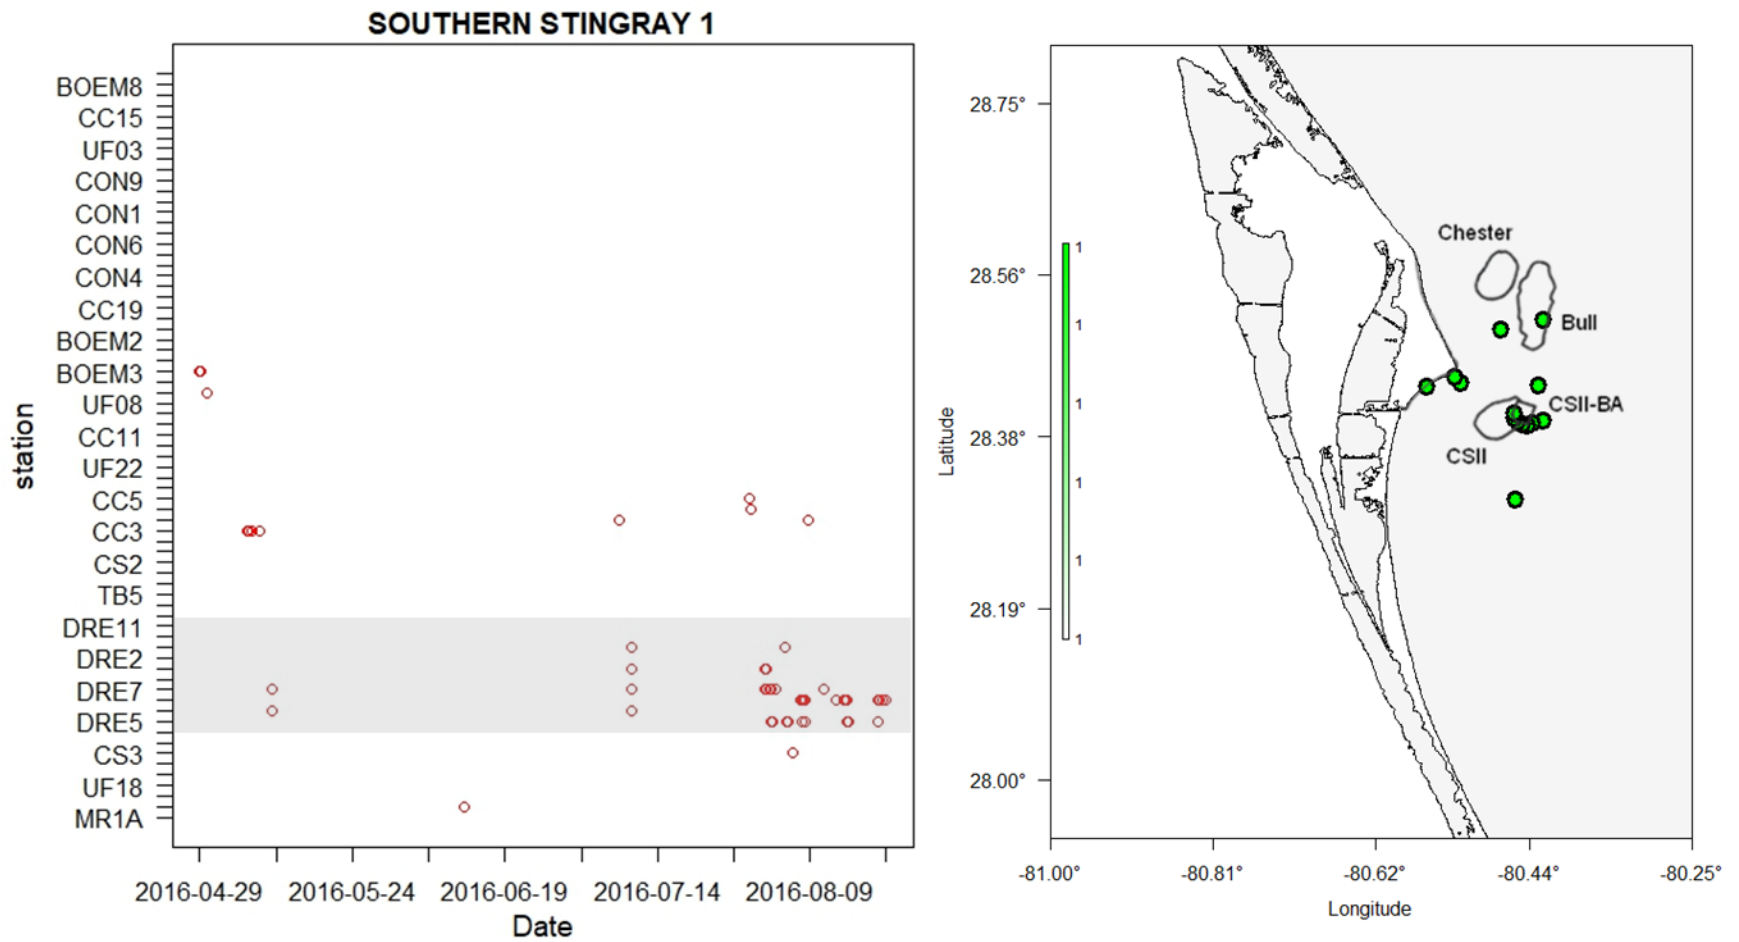 SOUTHERN STINGRAY 1
station
BOEM8
CC15
UF03
CON9
CON1
CON6
CON4
CC19
BOEM2
BOEM3
UF08
CC11
UF22
CC5
CC3
CS2
TB5
DRE11
DRE2
DRE7
DRE5
CS3
UF18
MR1A
2016-04-29 2016-05-24 2016-06-19 2016-07-14 2016-08-09
Date
Latitude
28.75°
28.56°
28.38°
28.19°
28.00°
1
1
1
1
1
1
Chester
Bull
CSII-BA
CSII
-81.00° -80.81° -80.62° -80.44° -80.25°
Longitude